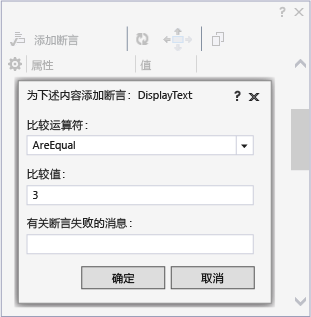 ? ×
添加断言
属性 值
为下述内容添加断言: DisplayText ? ×
比较运算符:
AreEqual
比较值:
3
有关断言失败的消息:
确定 取消